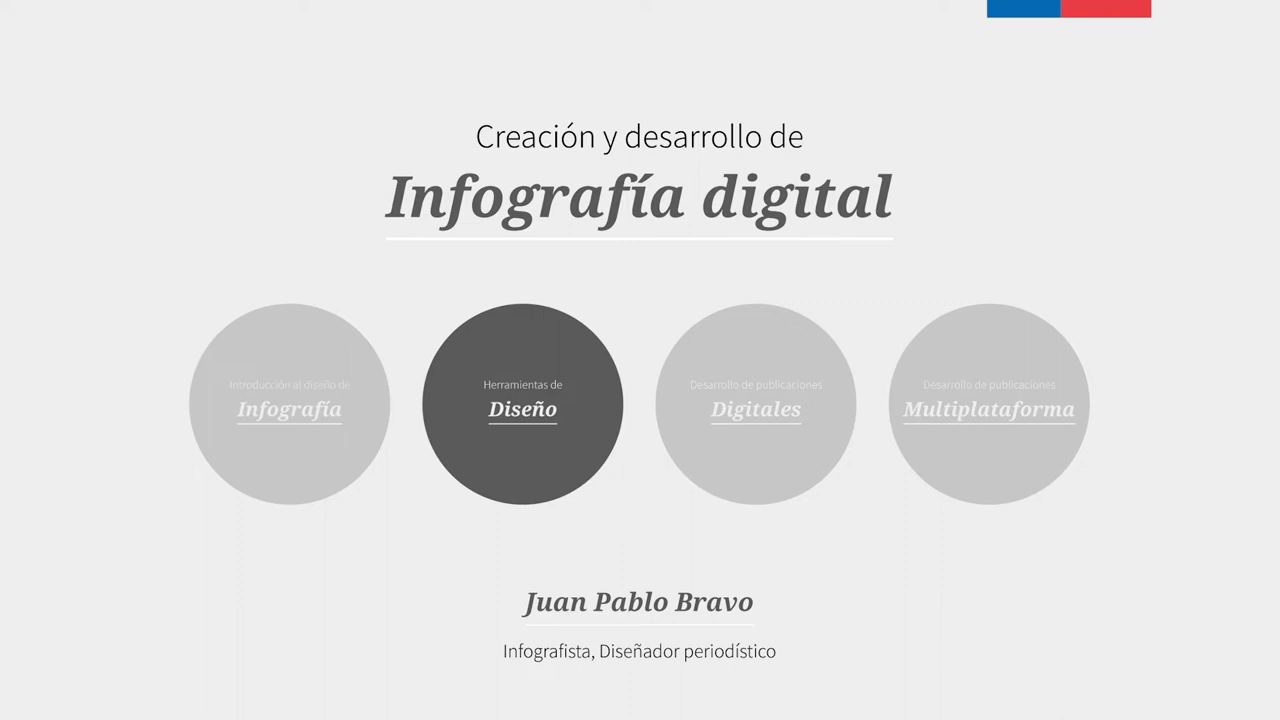 Creación y desarrollo de
Infografía digital
Introducción al diseño de
Infografía
Herramientas de
Diseño
Desarrollo de publicaciones
Digitales
Desarrollo de publicaciones
Multiplataforma
Juan Pablo Bravo
Infografista, Diseñador periodístico